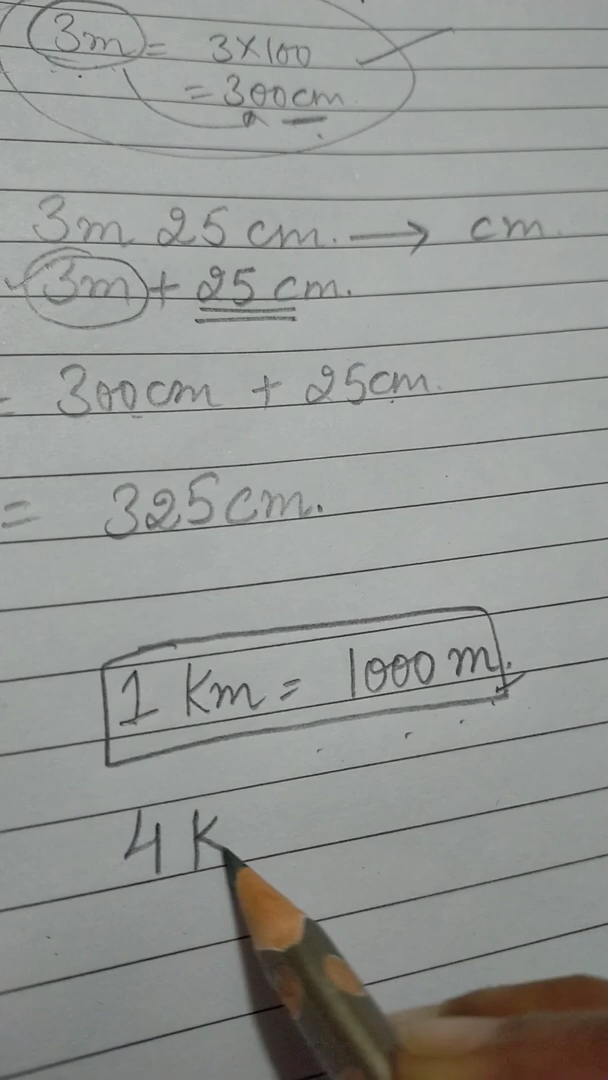 3m = 3×100
= 300cm
3m 25 cm. → cm.
3m + 25 cm.
= 300cm + 25cm.
= 325cm.
1 Km = 1000 m.
4 K